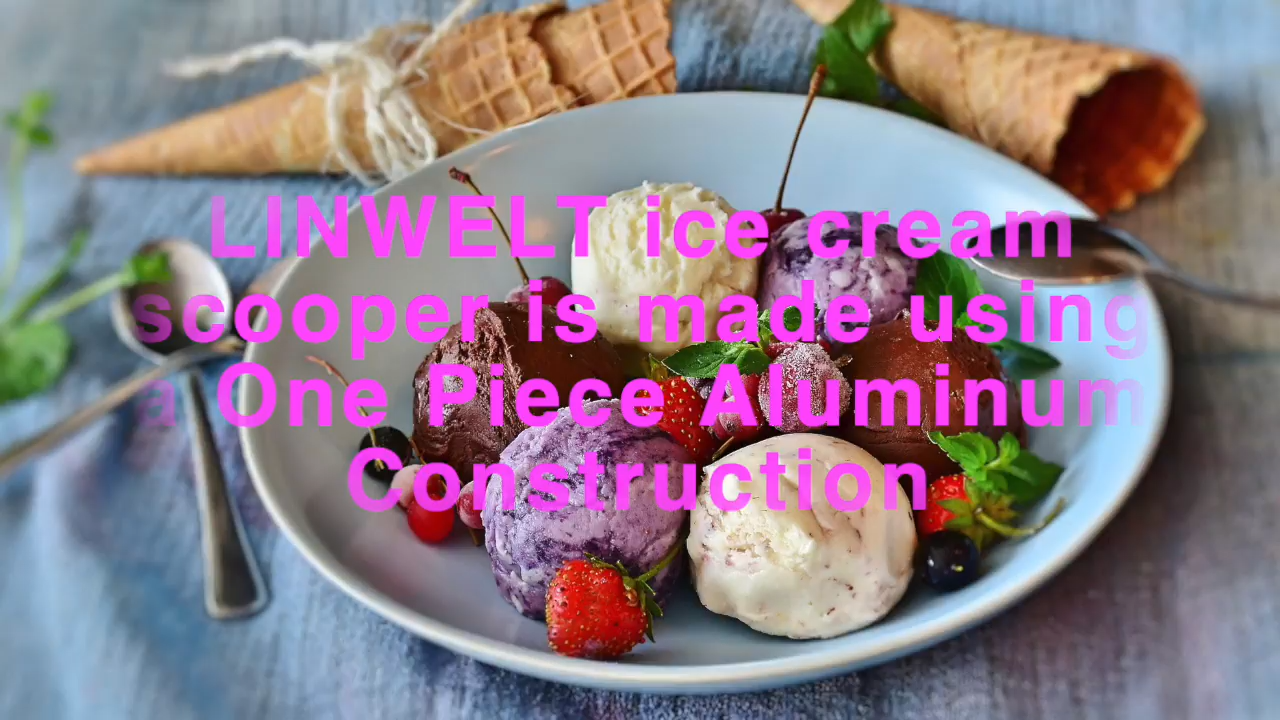 LINWELT ice cream
scooper is made using
a One Piece Aluminum
Construction